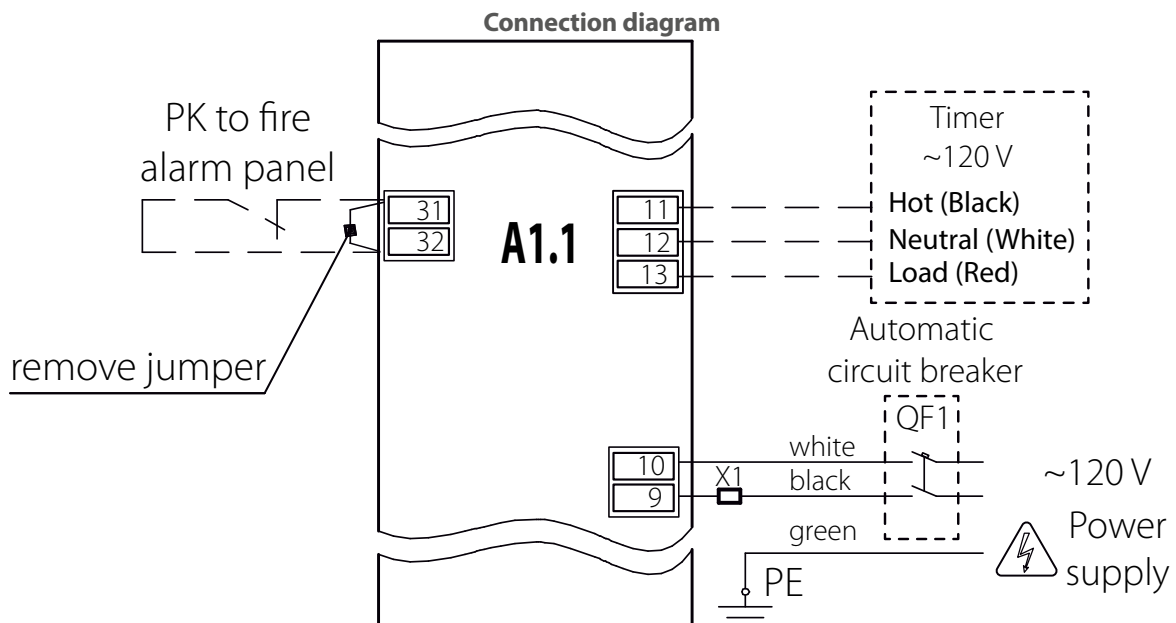 Connection diagram
PK to fire
alarm panel
31
32
remove jumper
A1.1
11
12
13
Timer
~120 V
Hot (Black)
Neutral (White)
Load (Red)
Automatic
circuit breaker
QF1
10
9
white
X1
black
green
PE
~120 V
Power
supply